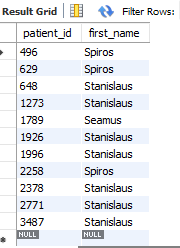 Result Grid Filter Rows:
patient_id first_name
496 Spiros
629 Spiros
648 Stanislaus
1273 Stanislaus
1789 Seamus
1926 Stanislaus
1996 Stanislaus
2258 Spiros
2378 Stanislaus
2771 Stanislaus
3487 Stanislaus
NULL NULL